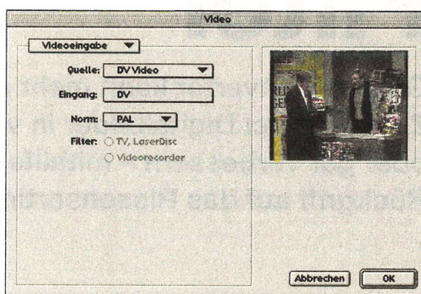 Video
Videoeingabe
Quelle: DV Video
Eingang: DV
Norm: PAL
Filter: TV, LaserDisc
Videorecorder
Abbrechen OK